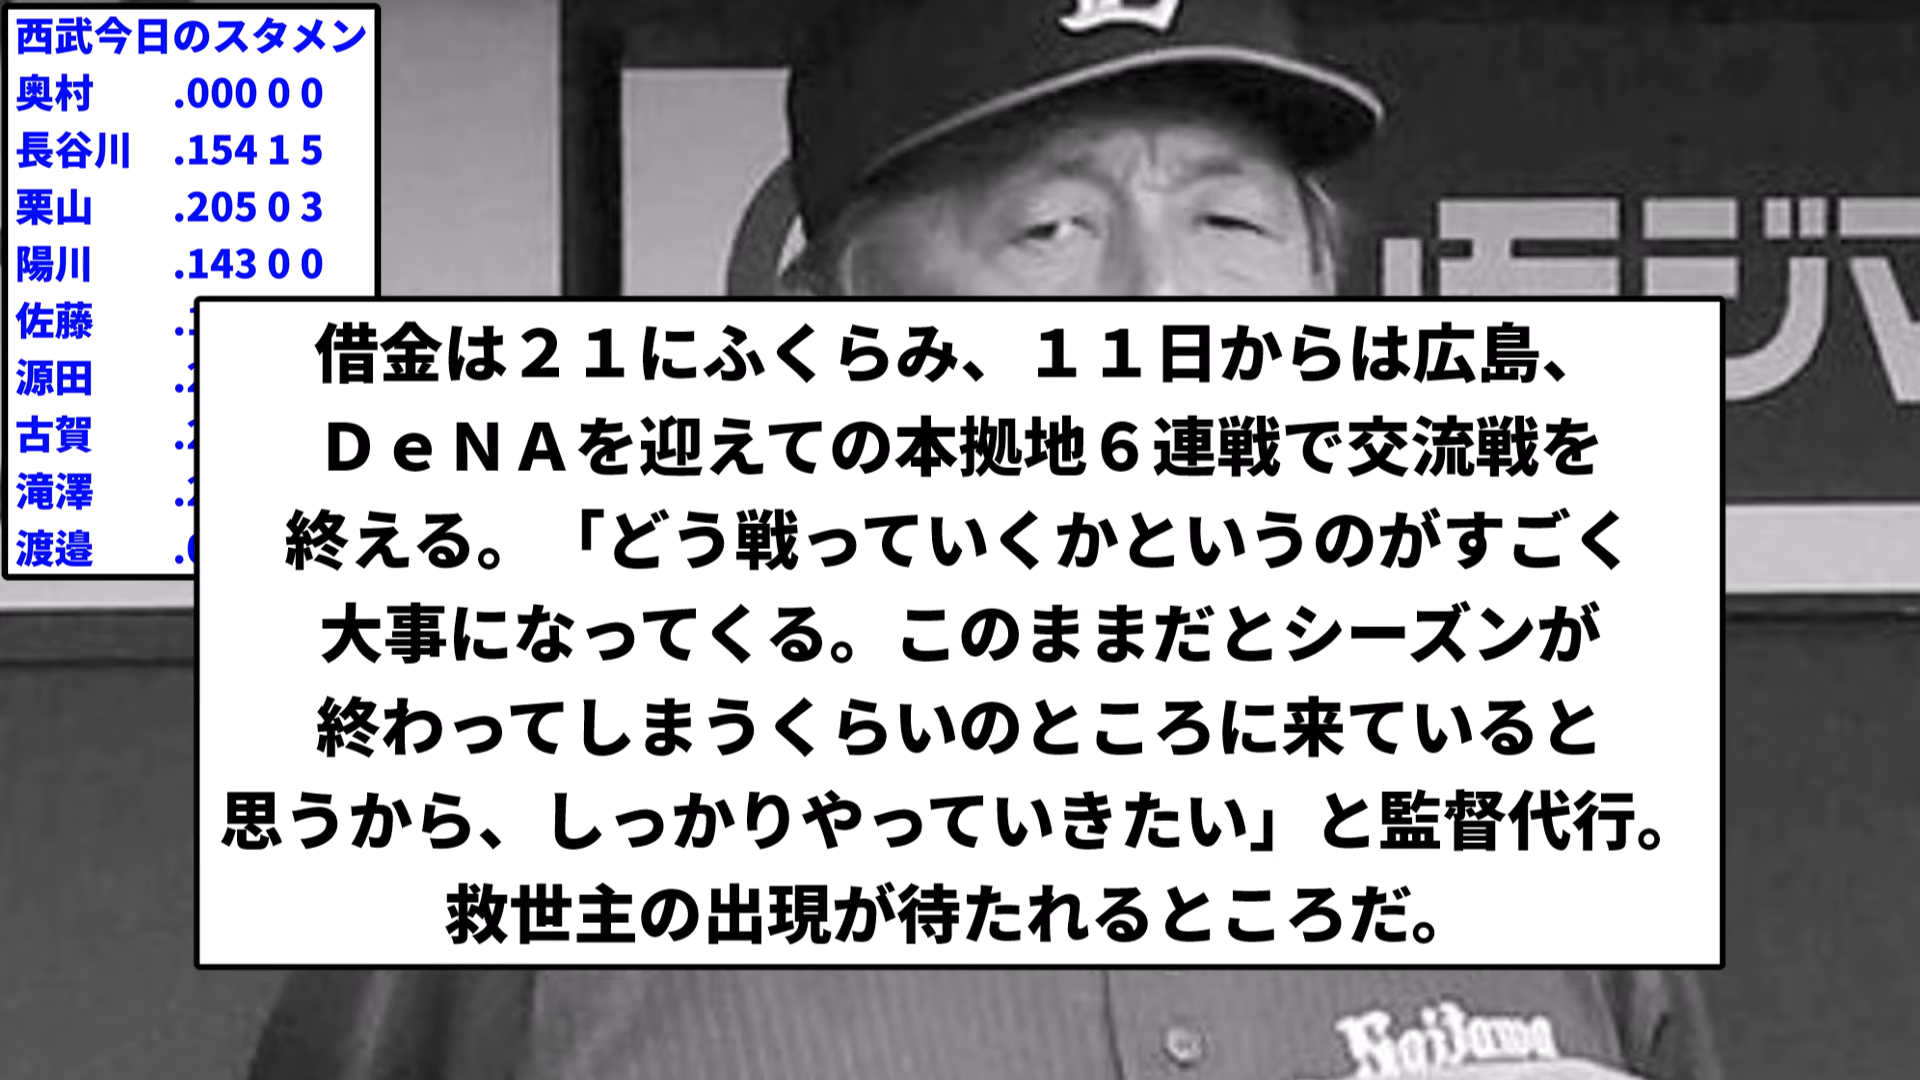 西武今日のスタメン
奥村 .000 0 0
長谷川 .154 1 5
栗山 .205 0 3
陽川 .143 0 0
佐藤
源田 .2
古賀 .2
滝澤 .2
渡邉 .0
借金は２１にふくらみ、１１日からは広島、
ＤｅＮＡを迎えての本拠地６連戦で交流戦を
終える。「どう戦っていくかというのがすごく
大事になってくる。このままだとシーズンが
終わってしまうくらいのところに来ていると
思うから、しっかりやっていきたい」と監督代行。
救世主の出現が待たれるところだ。
Saitama